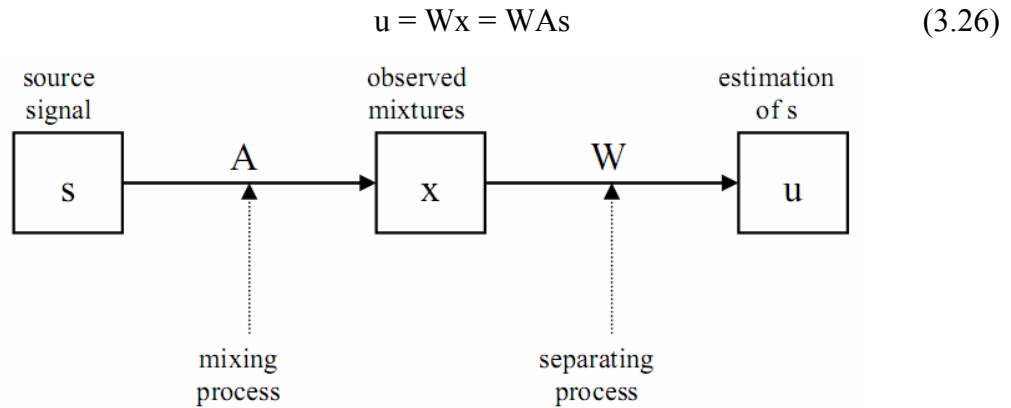 u = Wx = WAs (3.26)
source signal
observed mixtures
estimation of s
s
A
x
W
u
mixing process
separating process